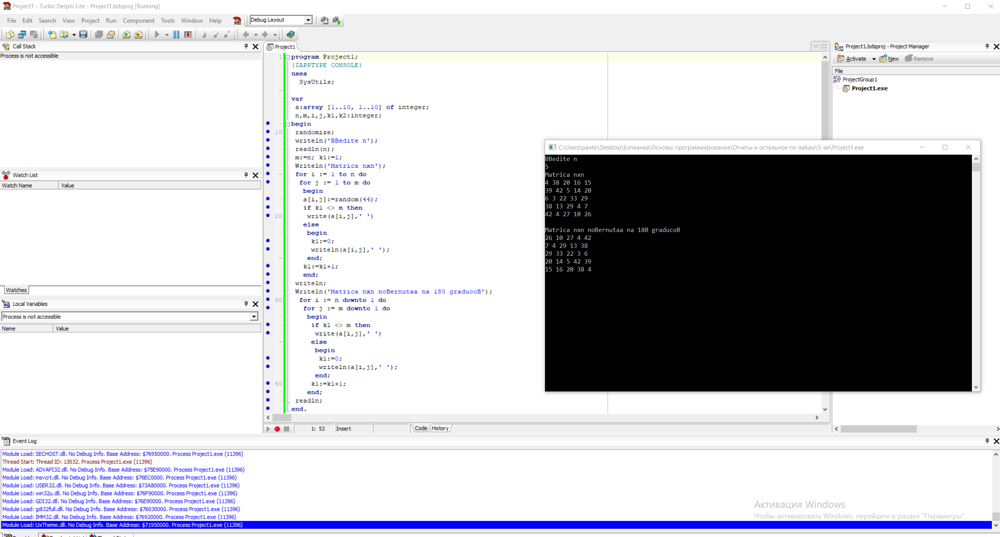 Project1 - Turbo Delphi Lite - Project1.bdsproj [Running]
File Edit Search View Project Run Component Tools Window Help Debug Layout
Call Stack
Process is not accessible
Watch List
Watch Name Value
Watches
Local Variables
Process is not accessible
Name Value
Project1
1 program Project1;
{$APPTYPE CONSOLE}
uses
SysUtils;
var
a:array [1..10, 1..10] of integer;
n,m,i,j,k1,k2:integer;
begin
10 randomize;
writeln('BBedite n');
readln(n);
m:=n; k1:=1;
Writeln('Matrica nxn');
for i := 1 to n do
for j := 1 to m do
begin
a[i,j]:=random(44);
if k1 <> m then
20 write(a[i,j],' ')
else
begin
k1:=0;
writeln(a[i,j],' ');
end;
k1:=k1+1;
end;
writeln;
Writeln('Matrica nxn noBernutaa na 180 graducoB');
30 for i := n downto 1 do
for j := m downto 1 do
begin
if k1 <> m then
write(a[i,j],' ')
else
begin
k1:=0;
writeln(a[i,j],' ');
end;
40 k1:=k1+1;
end;
readln;
end.
1: 53 Insert Code History
Project1.bdsproj - Project Manager
Activate New Remove
File
ProjectGroup1
Project1.exe
C:\Users\pante\Desktop\Бэтманка\Основы программирования\Отчеты и остальное по лабам\5-ая\Project1.exe
BBedite n
5
Matrica nxn
4 38 20 16 15
39 42 5 14 20
6 3 22 33 29
38 13 29 4 7
42 4 27 10 26
Matrica nxn noBernutaa na 180 graducoB
26 10 27 4 42
7 4 29 13 38
29 33 22 3 6
20 14 5 42 39
15 16 20 38 4
Event Log
Module Load: SECHOST.dll. No Debug Info. Base Address: $76950000. Process Project1.exe (11396)
Thread Start: Thread ID: 13032. Process Project1.exe (11396)
Module Load: ADVAPI32.dll. No Debug Info. Base Address: $75E90000. Process Project1.exe (11396)
Module Load: msvcrt.dll. No Debug Info. Base Address: $76EC0000. Process Project1.exe (11396)
Module Load: USER32.dll. No Debug Info. Base Address: $73A80000. Process Project1.exe (11396)
Module Load: win32u.dll. No Debug Info. Base Address: $76F90000. Process Project1.exe (11396)
Module Load: GDI32.dll. No Debug Info. Base Address: $76E90000. Process Project1.exe (11396)
Module Load: gdi32full.dll. No Debug Info. Base Address: $76030000. Process Project1.exe (11396)
Module Load: IMM32.dll. No Debug Info. Base Address: $76920000. Process Project1.exe (11396)
Module Load: UxTheme.dll. No Debug Info. Base Address: $71950000. Process Project1.exe (11396)
Активация Windows
Чтобы активировать Windows, перейдите в раздел "Параметры".